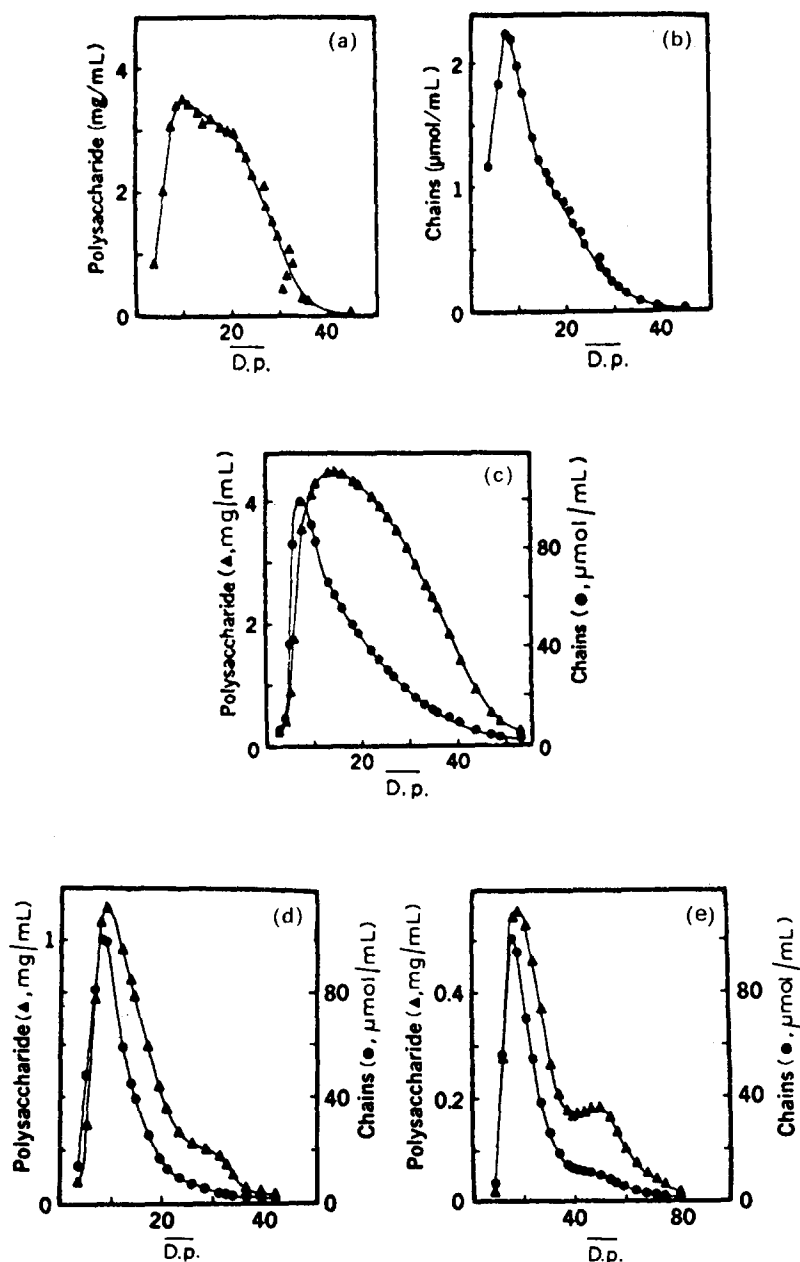 (a)
Polysaccharide (mg/mL)
4
2
0
20
40
D.p.
(b)
Chains (µmol/mL)
2
1
0
20
40
D.p.
(c)
Polysaccharide (▲, mg/mL)
4
2
0
20
40
D.p.
80
40
0
Chains (●, µmol/mL)
(d)
Polysaccharide (▲, mg/mL)
1
0
0
20
40
D.p.
80
40
0
Chains (●, µmol/mL)
(e)
Polysaccharide (▲, mg/mL)
0.4
0.2
0
40
80
D.p.
80
40
0
Chains (●, µmol/mL)